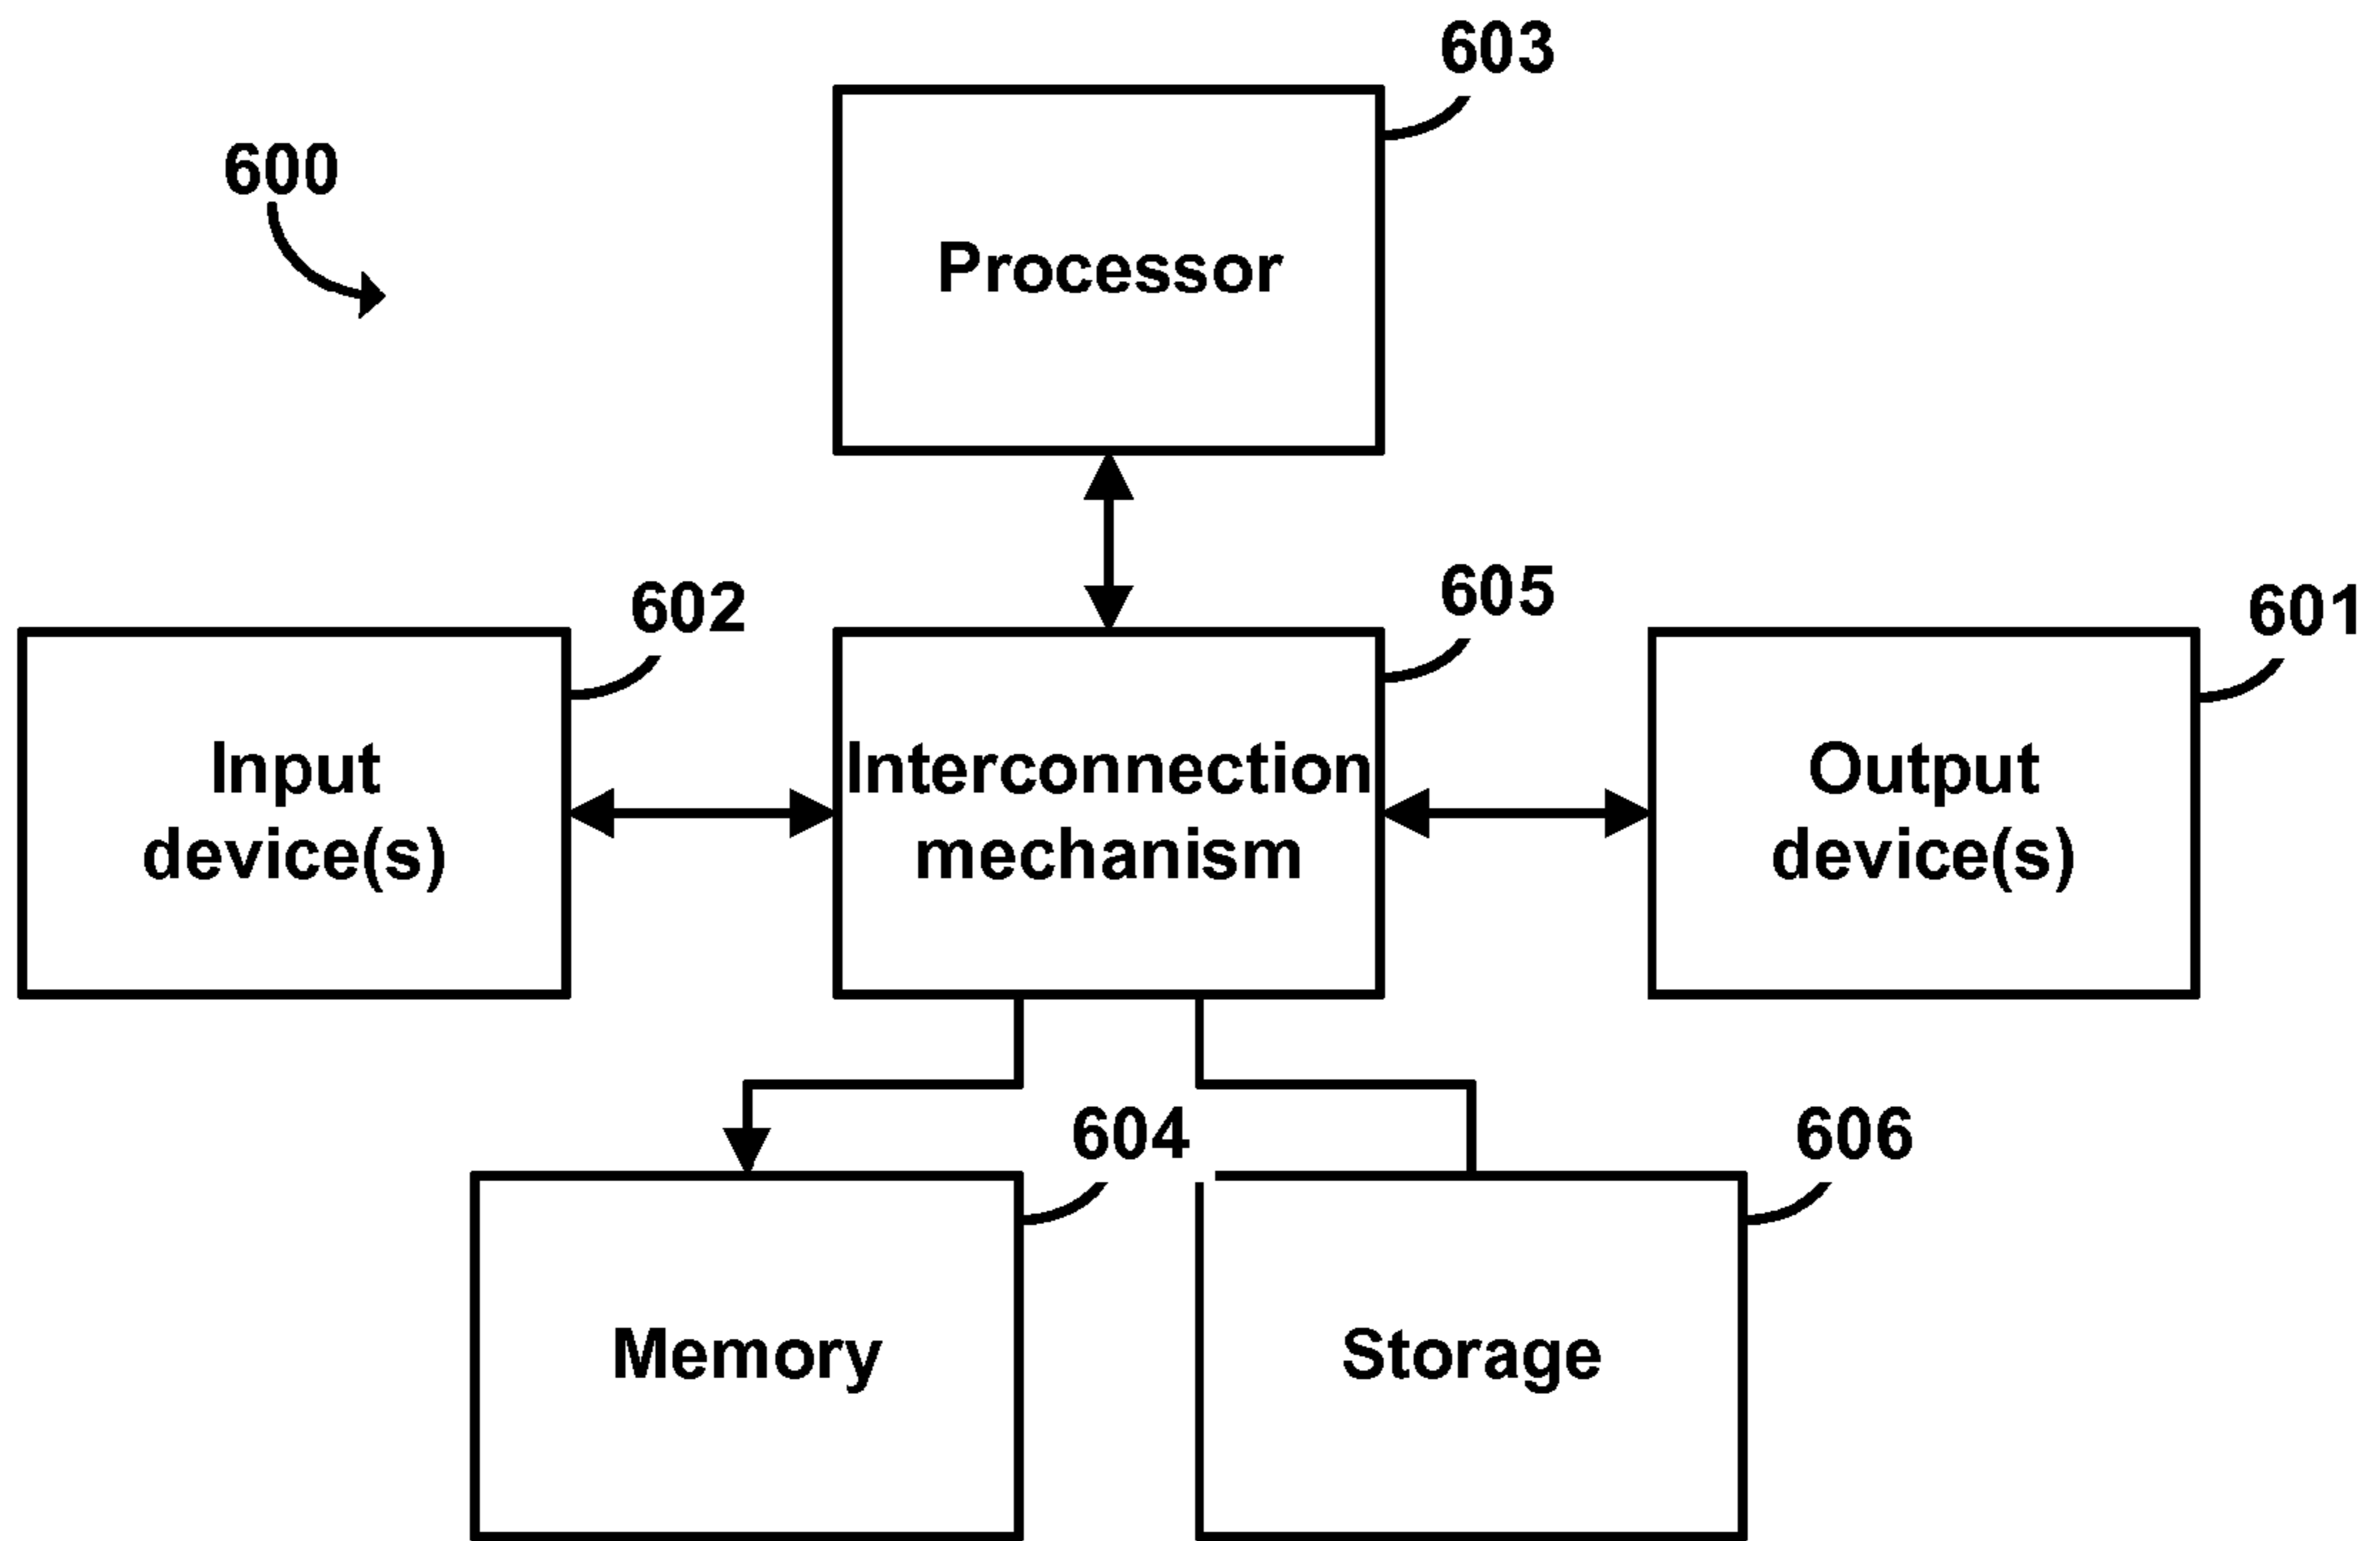 603
600
Processor
602
605
601
Input
device(s)
Interconnection
mechanism
Output
device(s)
604
606
Memory
Storage